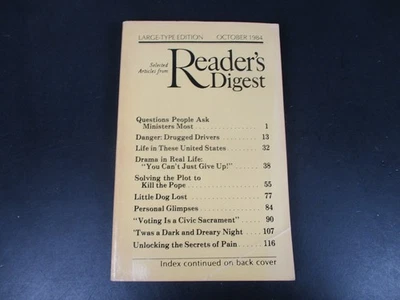 LARGE-TYPE EDITION OCTOBER 1984
Selected
Articles from
Reader's
Digest
Questions People Ask
Ministers Most . . . . . . . . . . . . 1
Danger: Drugged Drivers . . . . . . 13
Life in These United States . . . . . 32
Drama in Real Life:
"You Can't Just Give Up!" . . . . 38
Solving the Plot to
Kill the Pope . . . . . . . . . . . . 55
Little Dog Lost . . . . . . . . . . . 77
Personal Glimpses . . . . . . . . . 84
"Voting Is a Civic Sacrament" . . . 90
'Twas a Dark and Dreary Night . . . . 107
Unlocking the Secrets of Pain . . . . 116
Index continued on back cover